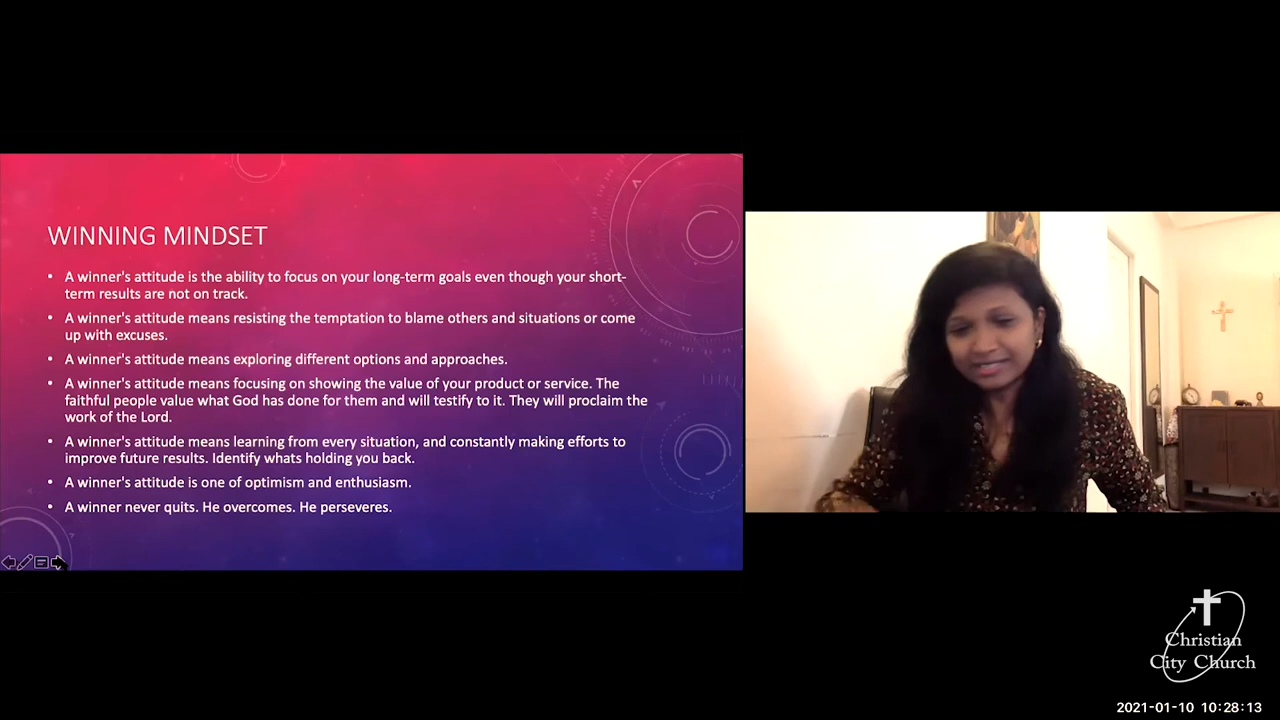 WINNING MINDSET
• A winner's attitude is the ability to focus on your long-term goals even though your short-
term results are not on track.
• A winner's attitude means resisting the temptation to blame others and situations or come
up with excuses.
• A winner's attitude means exploring different options and approaches.
• A winner's attitude means focusing on showing the value of your product or service. The
faithful people value what God has done for them and will testify to it. They will proclaim the
work of the Lord.
• A winner's attitude means learning from every situation, and constantly making efforts to
improve future results. Identify whats holding you back.
• A winner's attitude is one of optimism and enthusiasm.
• A winner never quits. He overcomes. He perseveres.
Christian
City Church
2021-01-10 10:28:13